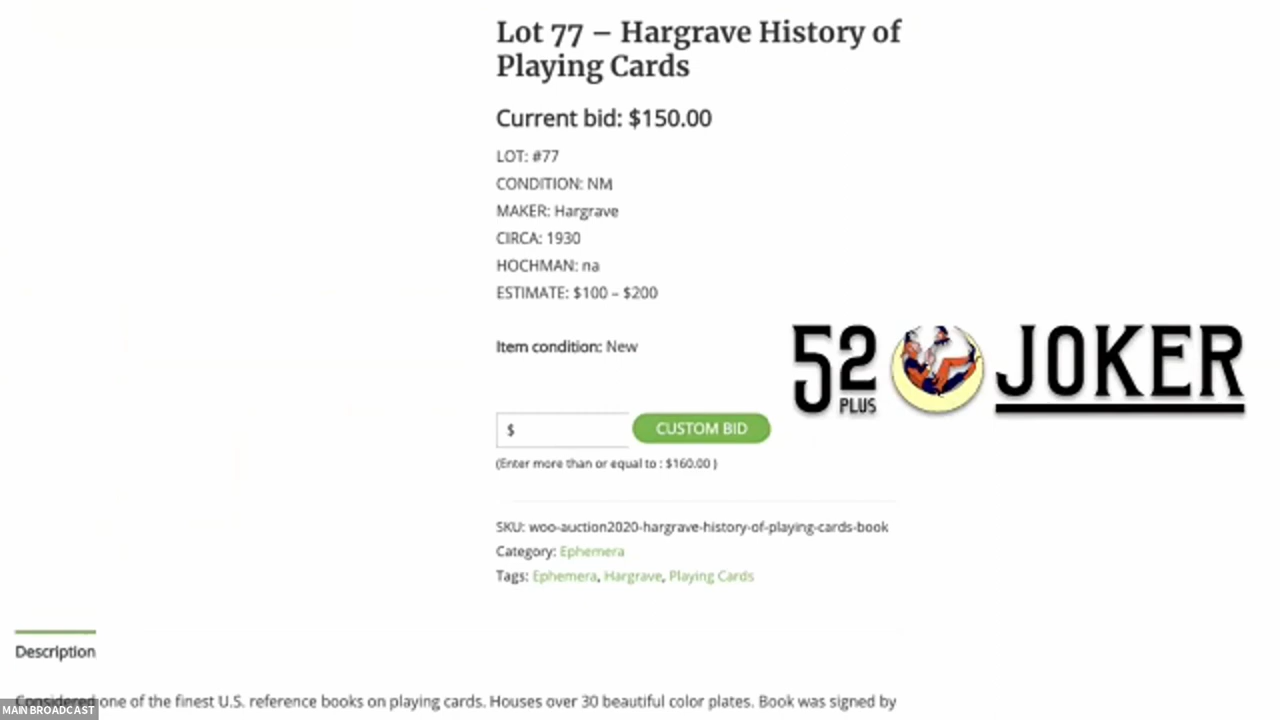 Lot 77 – Hargrave History of
Playing Cards
Current bid: $150.00
LOT: #77
CONDITION: NM
MAKER: Hargrave
CIRCA: 1930
HOCHMAN: na
ESTIMATE: $100 – $200
Item condition: New
52 PLUS JOKER
$ CUSTOM BID
(Enter more than or equal to : $160.00 )
SKU: woo-auction2020-hargrave-history-of-playing-cards-book
Category: Ephemera
Tags: Ephemera, Hargrave, Playing Cards
Description
Considered one of the finest U.S. reference books on playing cards. Houses over 30 beautiful color plates. Book was signed by
MAIN BROADCAST